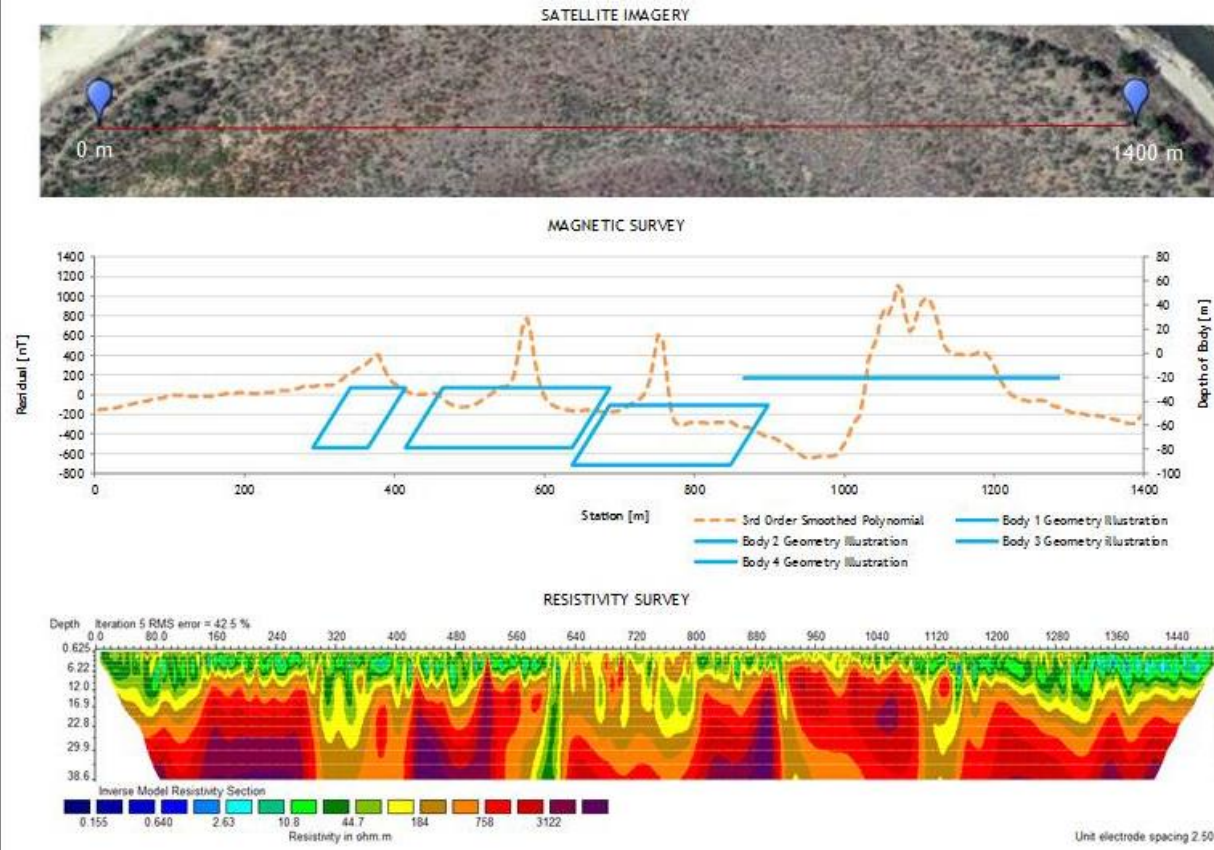 SATELLITE IMAGERY
0 m
1400 m
MAGNETIC SURVEY
1400
1200
1000
800
600
400
200
0
-200
-400
-600
-800
Residual [nT]
80
60
40
20
0
-20
-40
-60
-80
-100
Depth of Body [m]
0 200 400 600 800 1000 1200 1400
Station [m]
3rd Order Smoothed Polynomial
Body 1 Geometry Illustration
Body 2 Geometry Illustration
Body 3 Geometry Illustration
Body 4 Geometry Illustration
RESISTIVITY SURVEY
Depth Iteration 5 RMS error = 42.5 %
0.0 80.0 160 240 320 400 480 560 640 720 800 880 960 1040 1120 1200 1280 1360 1440
0.625
6.22
12.0
16.9
22.8
29.9
38.6
Inverse Model Resistivity Section
0.155 0.640 2.63 10.8 44.7 184 758 3122
Resistivity in ohm.m
Unit electrode spacing 2.50